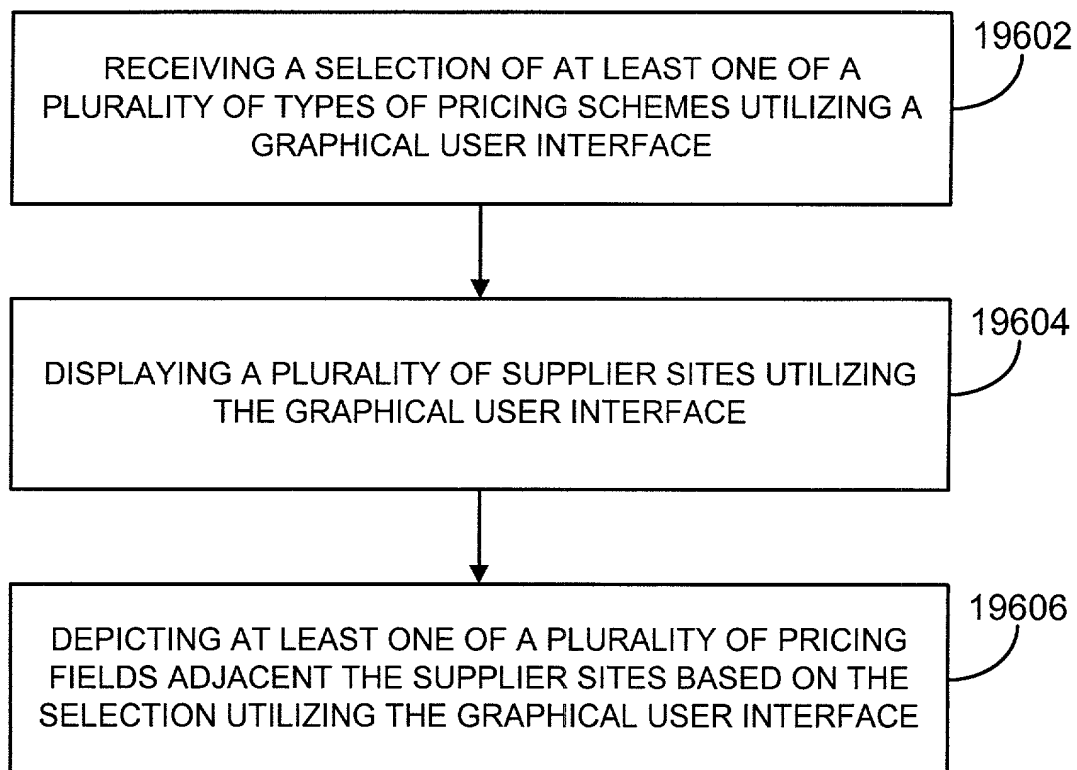 19602
RECEIVING A SELECTION OF AT LEAST ONE OF A
PLURALITY OF TYPES OF PRICING SCHEMES UTILIZING A
GRAPHICAL USER INTERFACE
19604
DISPLAYING A PLURALITY OF SUPPLIER SITES UTILIZING
THE GRAPHICAL USER INTERFACE
19606
DEPICTING AT LEAST ONE OF A PLURALITY OF PRICING
FIELDS ADJACENT THE SUPPLIER SITES BASED ON THE
SELECTION UTILIZING THE GRAPHICAL USER INTERFACE